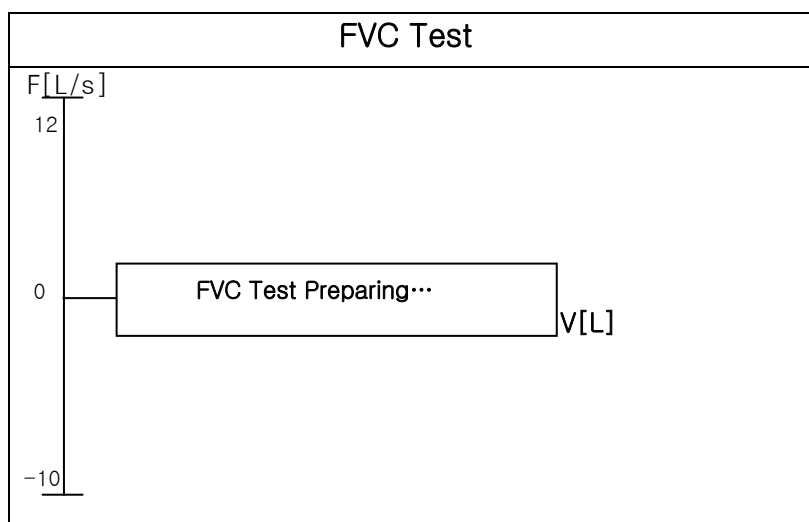 FVC Test
F[L/s]
12
0
FVC Test Preparing⋯
V[L]
-10